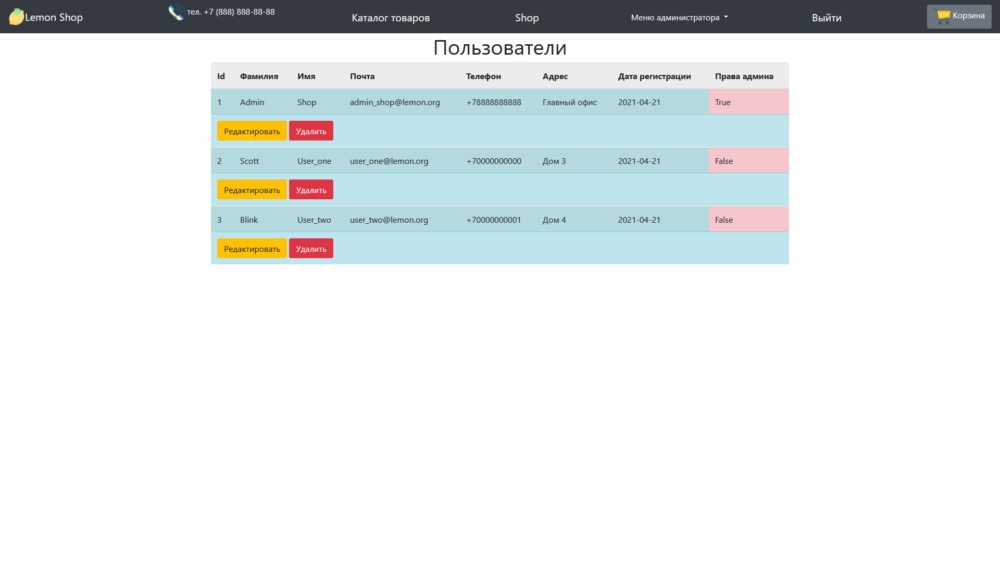 Lemon Shop тел. +7 (888) 888-88-88 Каталог товаров Shop Меню администратора Выйти Корзина
Пользователи
Id Фамилия Имя Почта Телефон Адрес Дата регистрации Права админа
1 Admin Shop admin_shop@lemon.org +78888888888 Главный офис 2021-04-21 True
Редактировать Удалить
2 Scott User_one user_one@lemon.org +70000000000 Дом 3 2021-04-21 False
Редактировать Удалить
3 Blink User_two user_two@lemon.org +70000000001 Дом 4 2021-04-21 False
Редактировать Удалить